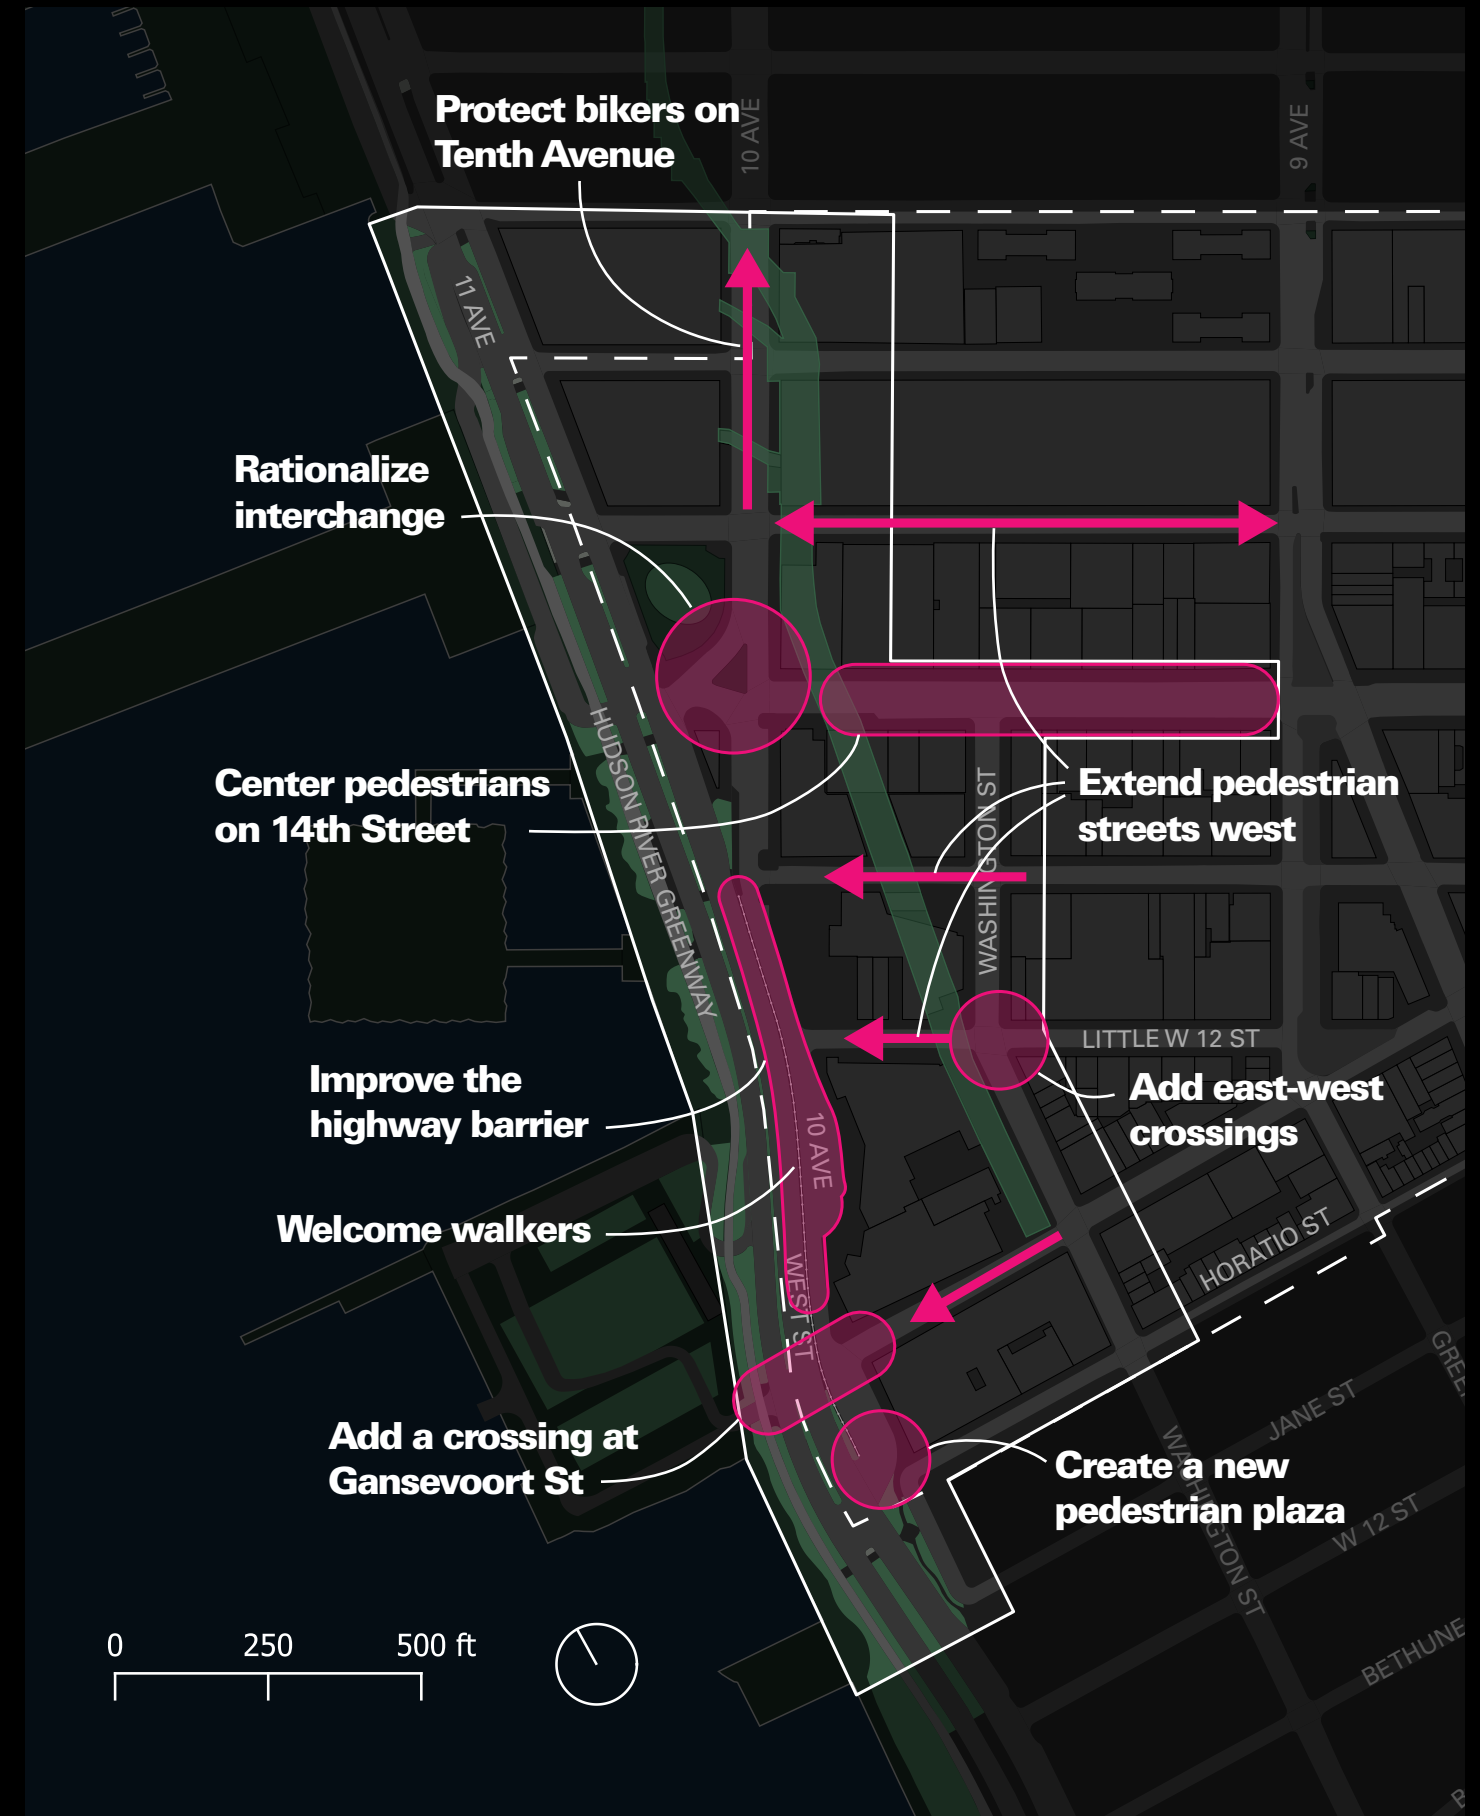 Protect bikers on
Tenth Avenue
10 AVE
9 AVE
11 AVE
Rationalize
interchange
HUDSON RIVER GREENWAY
Center pedestrians
on 14th Street
WASHINGTON ST
Extend pedestrian
streets west
LITTLE W 12 ST
Improve the
highway barrier
Add east-west
crossings
10 AVE
Welcome walkers
WEST ST
HORATIO ST
JANE ST
Add a crossing at
Gansevoort St
WASHINGTON ST
Create a new
pedestrian plaza
W 12 ST
BETHUNE
0 250 500 ft